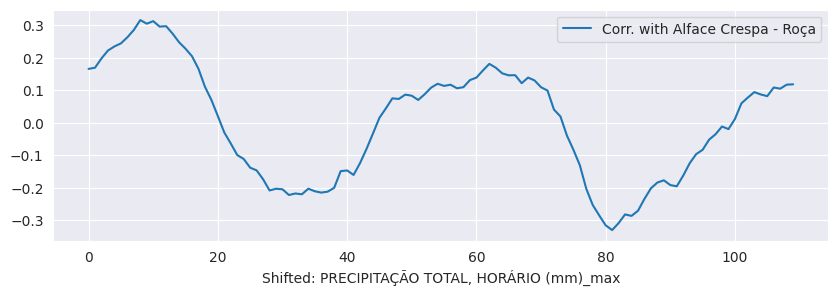 Corr. with Alface Crespa - Roça
0.3
0.2
0.1
0.0
−0.1
−0.2
−0.3
0 20 40 60 80 100
Shifted: PRECIPITAÇÃO TOTAL, HORÁRIO (mm)_max